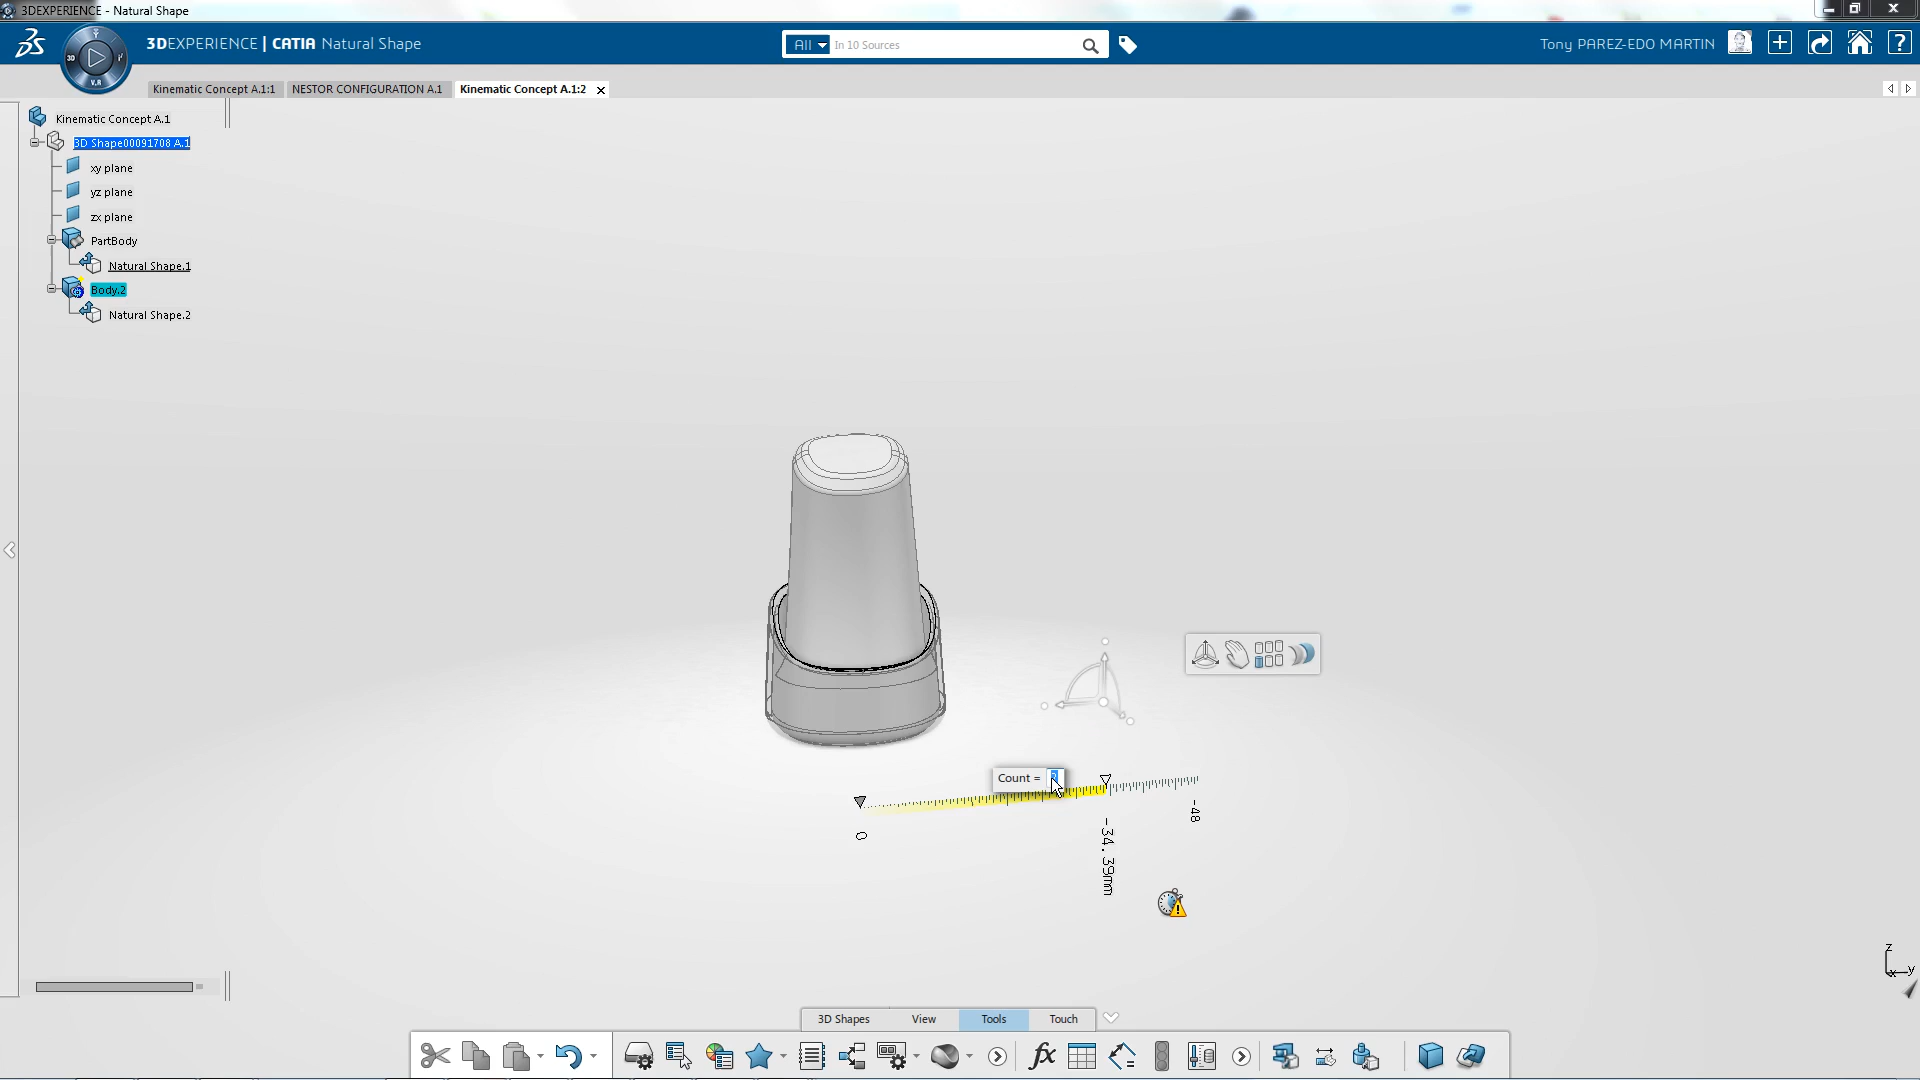 3DEXPERIENCE - Natural Shape
3DEXPERIENCE | CATIA Natural Shape
All
In 10 Sources
Tony PAREZ-EDO MARTIN
3D
V.R
Kinematic Concept A.1:1
NESTOR CONFIGURATION A.1
Kinematic Concept A.1:2
Kinematic Concept A.1
3D Shape00091708 A.1
xy plane
yz plane
zx plane
PartBody
Natural Shape.1
Body.2
Natural Shape.2
Count =
0
-34.39mm
-48
z
x
y
3D Shapes
View
Tools
Touch
fx